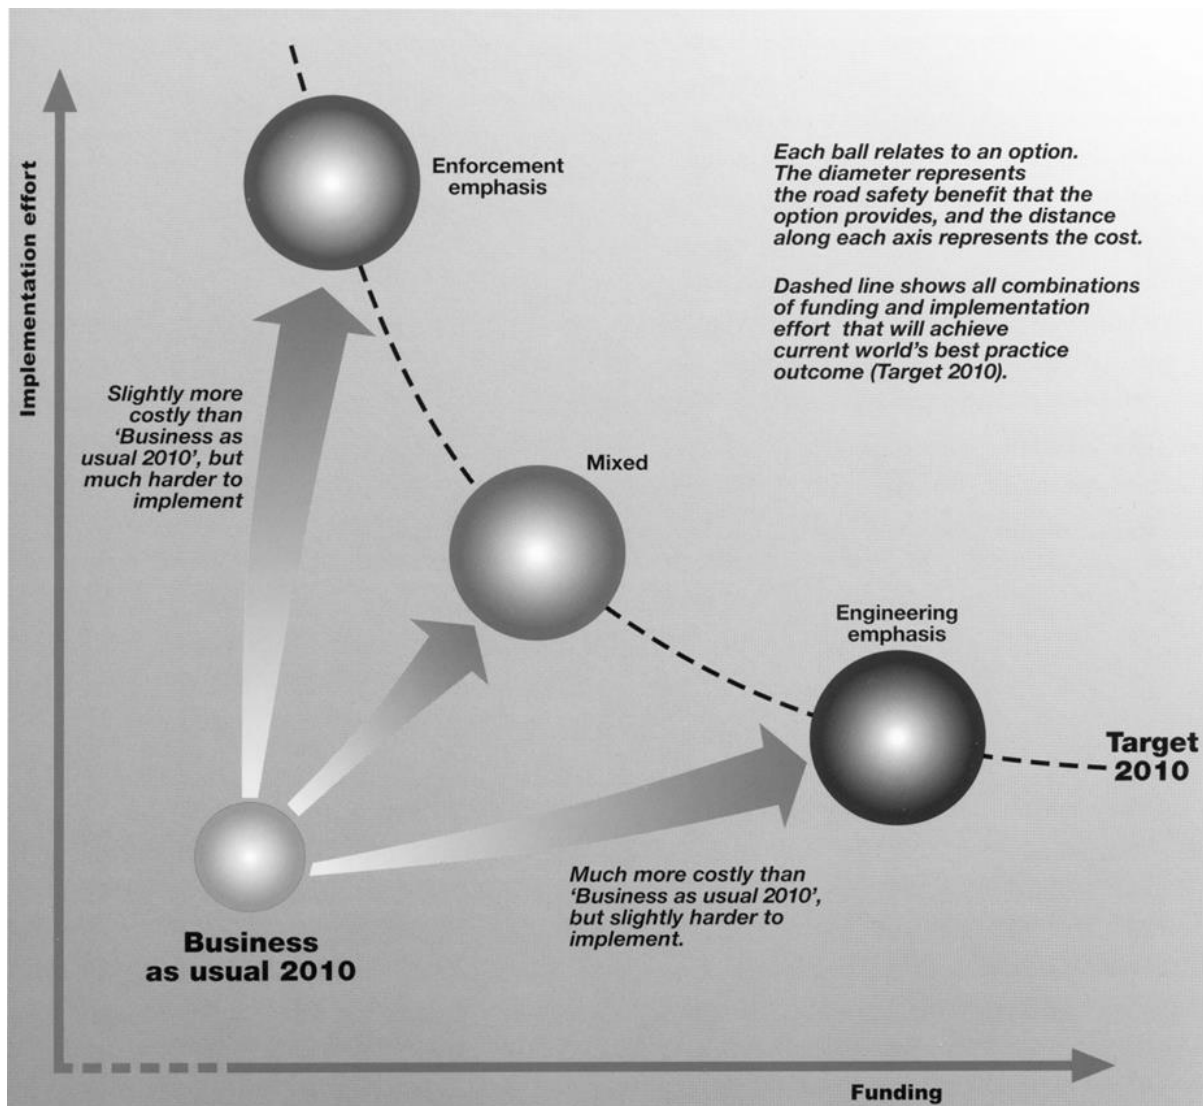 Implementation effort
Enforcement
emphasis
Each ball relates to an option.
The diameter represents
the road safety benefit that the
option provides, and the distance
along each axis represents the cost.
Dashed line shows all combinations
of funding and implementation
effort that will achieve
current world's best practice
outcome (Target 2010).
Slightly more
costly than
‘Business as
usual 2010’, but
much harder to
implement
Mixed
Engineering
emphasis
Target
2010
Much more costly than
‘Business as usual 2010’,
but slightly harder to
implement.
Business
as usual 2010
Funding